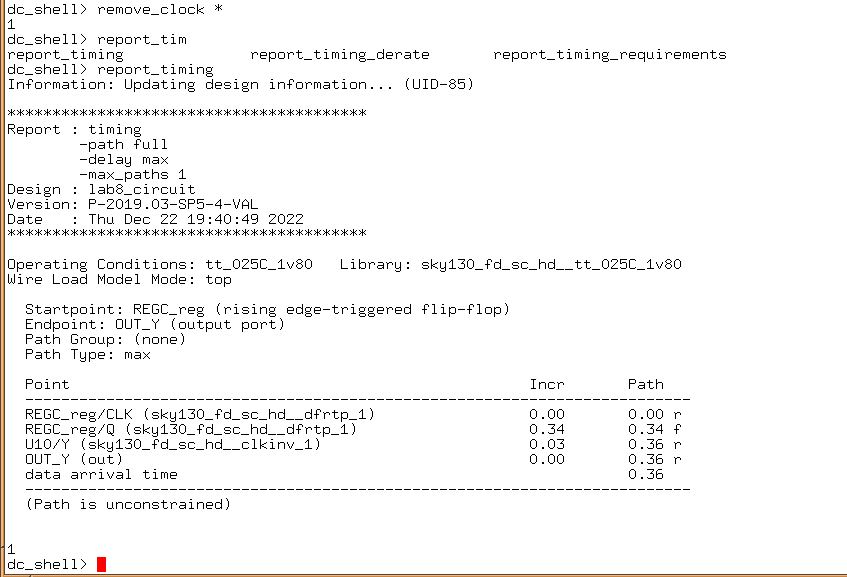 dc_shell> remove_clock *
1
dc_shell> report_tim
report_timing              report_timing_derate       report_timing_requirements
dc_shell> report_timing
Information: Updating design information... (UID-85)

****************************************
Report : timing
        -path full
        -delay max
        -max_paths 1
Design : lab8_circuit
Version: P-2019.03-SP5-4-VAL
Date   : Thu Dec 22 19:40:49 2022
****************************************

Operating Conditions: tt_025C_1v80   Library: sky130_fd_sc_hd__tt_025C_1v80
Wire Load Model Mode: top

  Startpoint: REGC_reg (rising edge-triggered flip-flop)
  Endpoint: OUT_Y (output port)
  Path Group: (none)
  Path Type: max

  Point                                                   Incr       Path
  --------------------------------------------------------------------------
  REGC_reg/CLK (sky130_fd_sc_hd__dfrtp_1)                 0.00       0.00 r
  REGC_reg/Q (sky130_fd_sc_hd__dfrtp_1)                   0.34       0.34 f
  U10/Y (sky130_fd_sc_hd__clkinv_1)                       0.03       0.36 r
  OUT_Y (out)                                             0.00       0.36 r
  data arrival time                                                  0.36
  --------------------------------------------------------------------------
  (Path is unconstrained)

1
dc_shell>